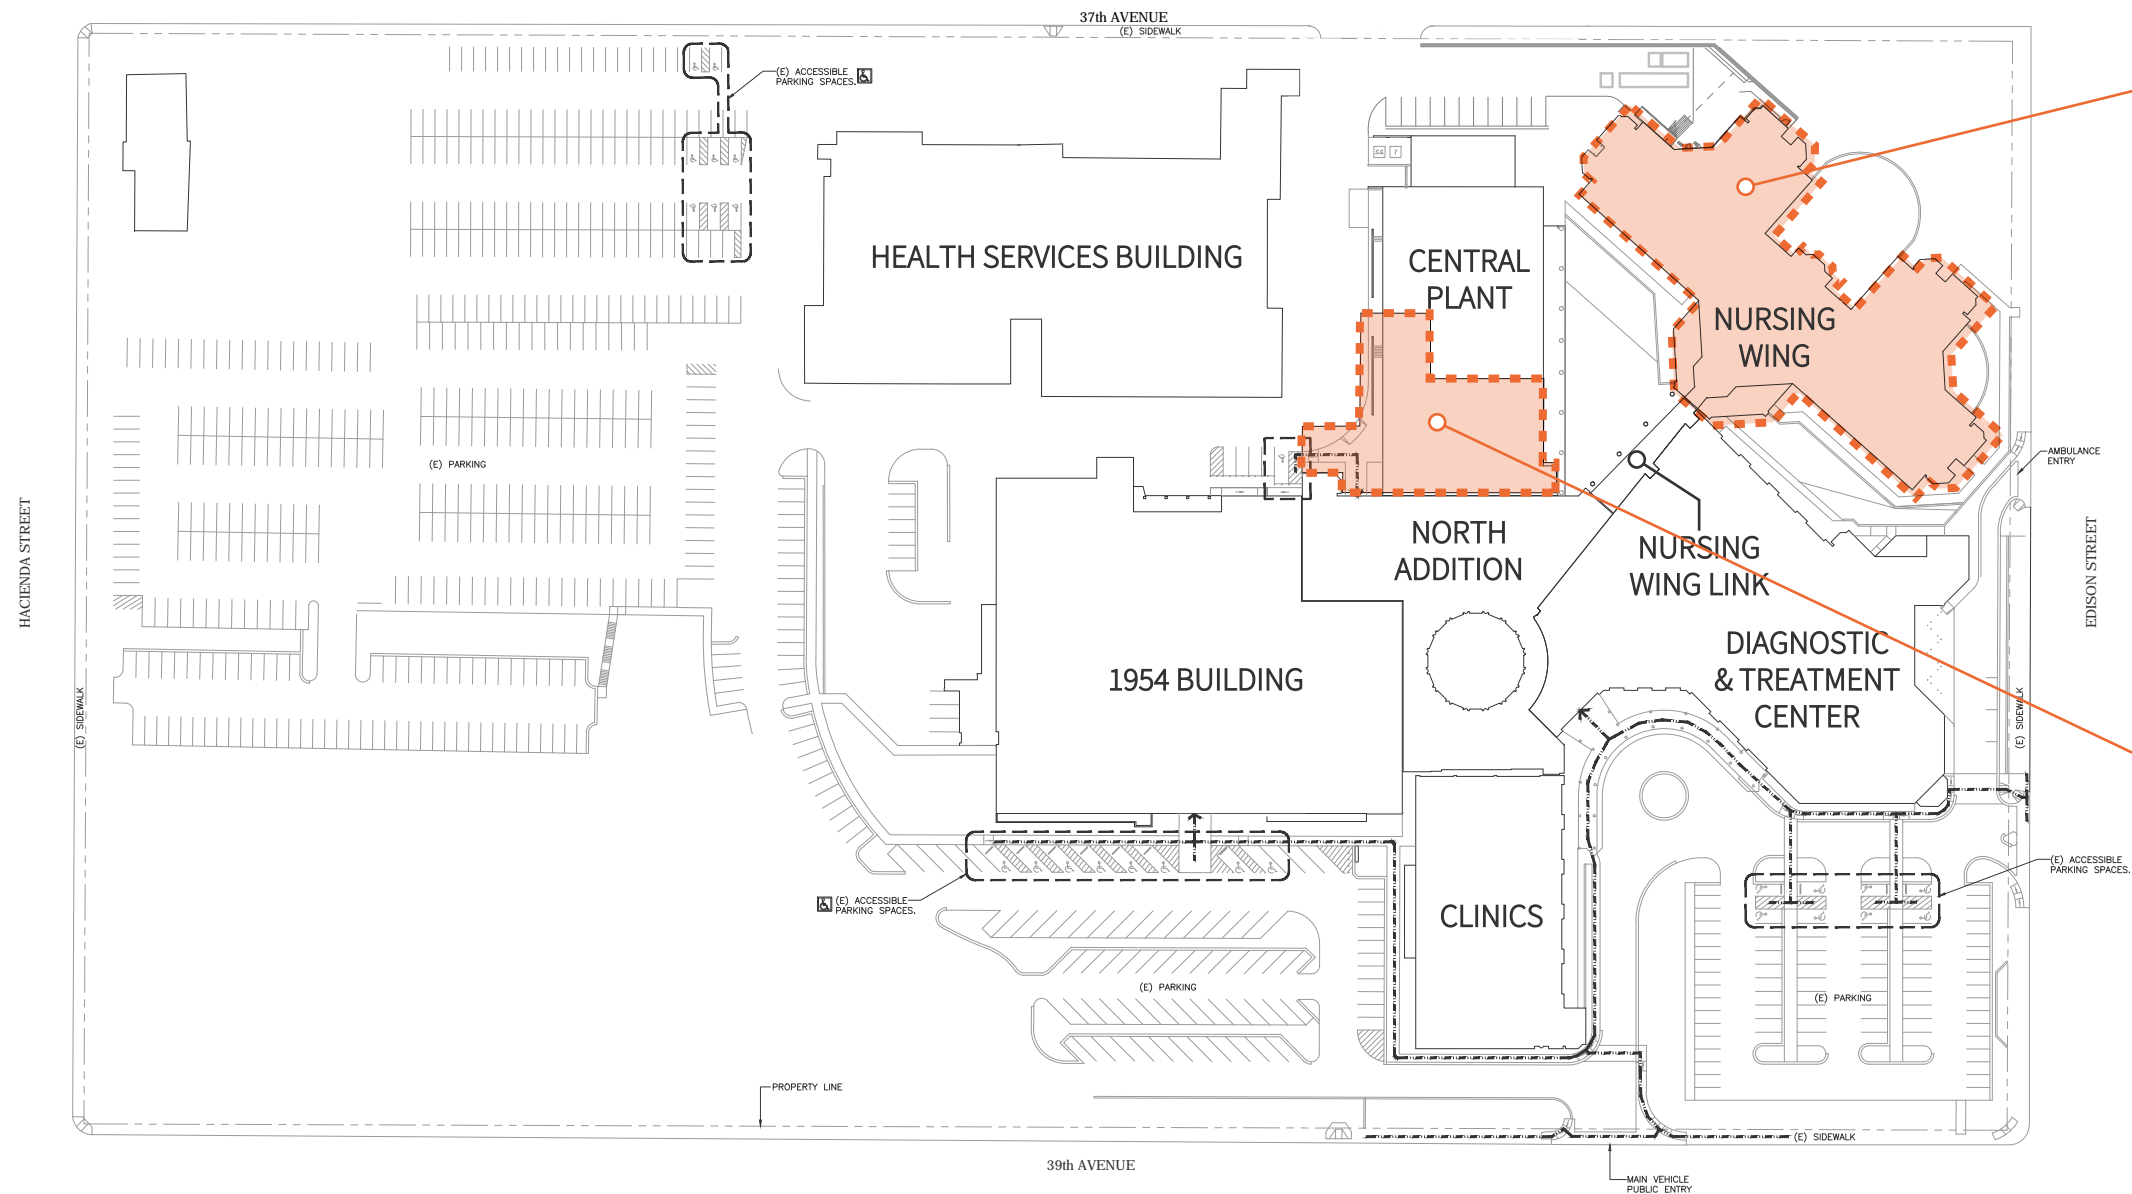 37th AVENUE
(E) SIDEWALK
(E) ACCESSIBLE
PARKING SPACES.
HEALTH SERVICES BUILDING
CENTRAL
PLANT
NURSING
WING
(E) PARKING
AMBULANCE
ENTRY
HACIENDA STREET
EDISON STREET
NORTH
ADDITION
NURSING
WING LINK
1954 BUILDING
DIAGNOSTIC
& TREATMENT
CENTER
(E) SIDEWALK
(E) SIDEWALK
(E) ACCESSIBLE
PARKING SPACES.
(E) ACCESSIBLE
PARKING SPACES.
CLINICS
(E) PARKING
(E) PARKING
PROPERTY LINE
(E) SIDEWALK
39th AVENUE
MAIN VEHICLE
PUBLIC ENTRY